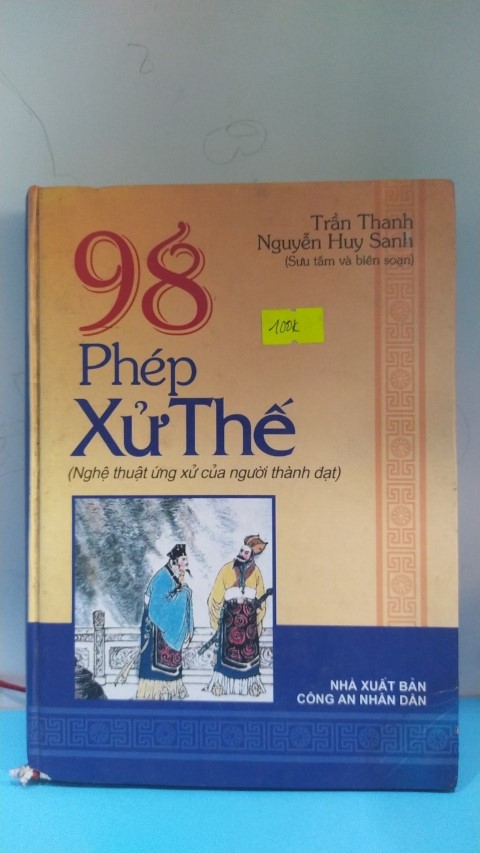 Trần Thanh
Nguyễn Huy Sanh
(Sưu tầm và biên soạn)
98
100k
Phép
Xử Thế
(Nghệ thuật ứng xử của người thành đạt)
NHÀ XUẤT BẢN
CÔNG AN NHÂN DÂN